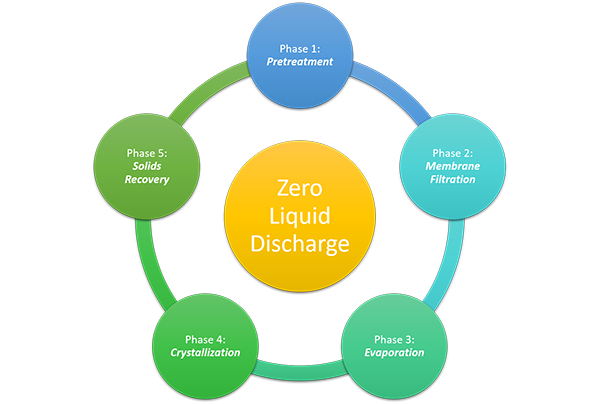 Phase 1:
Pretreatment
Phase 2:
Membrane
Filtration
Phase 3:
Evaporation
Phase 4:
Crystallization
Phase 5:
Solids
Recovery
Zero
Liquid
Discharge